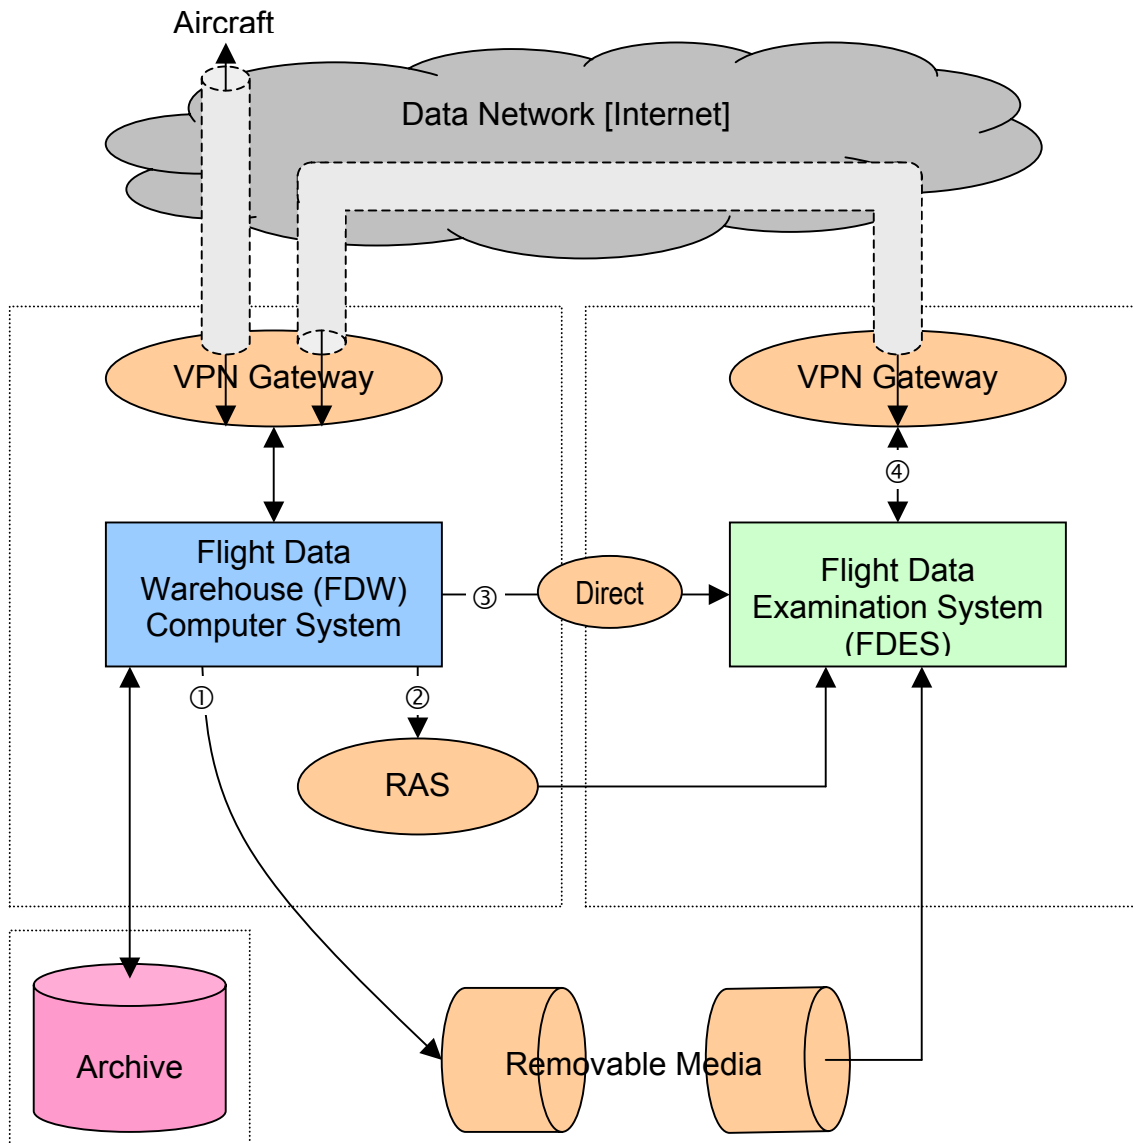 Aircraft
Data Network [Internet]
VPN Gateway
VPN Gateway
④
Flight Data
Warehouse (FDW)
Computer System
③
Direct
Flight Data
Examination System
(FDES)
①
②
RAS
Archive
Removable Media